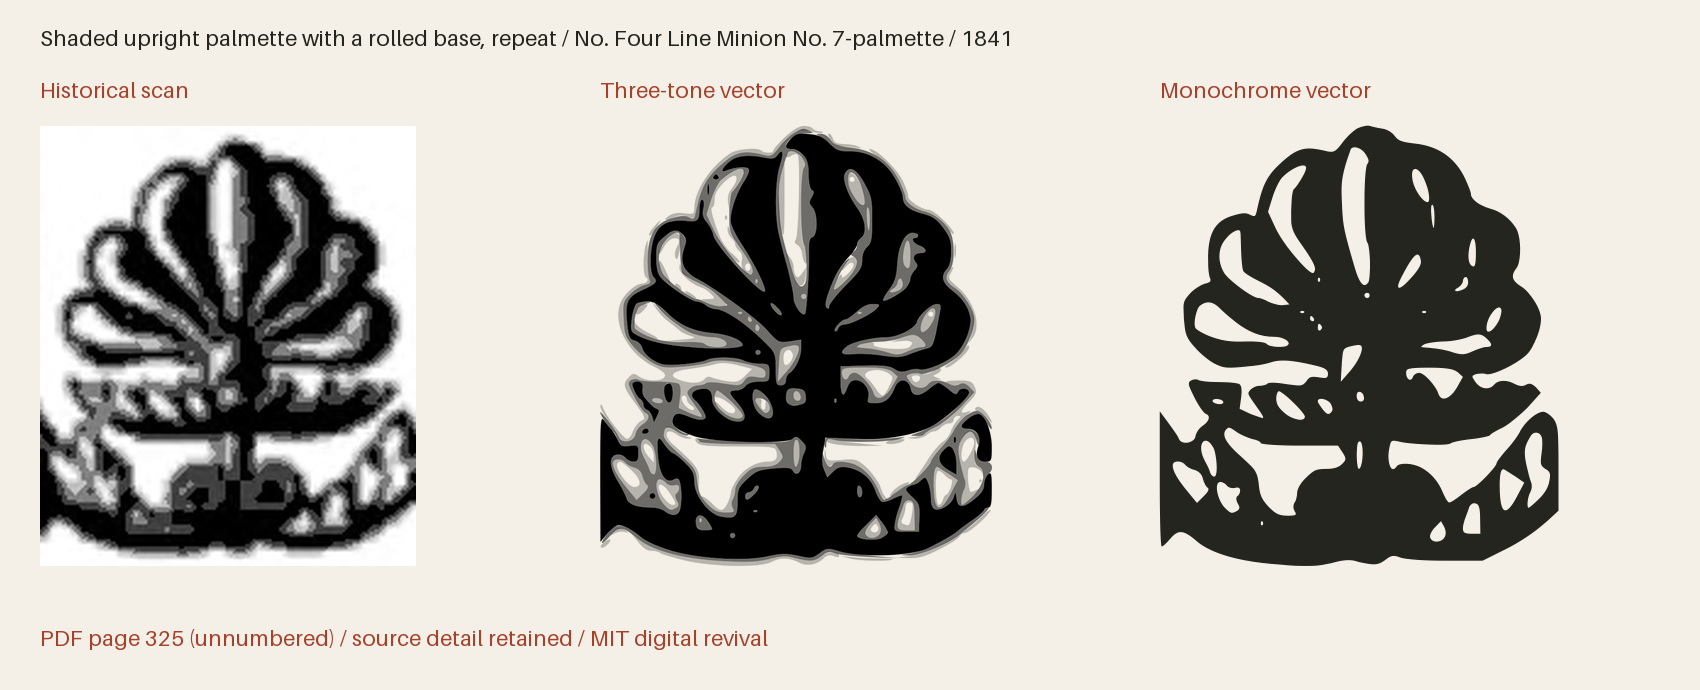 Shaded upright palmette with a rolled base, repeat / No. Four Line Minion No. 7-palmette / 1841
Historical scan
Three-tone vector
Monochrome vector
PDF page 325 (unnumbered) / source detail retained / MIT digital revival